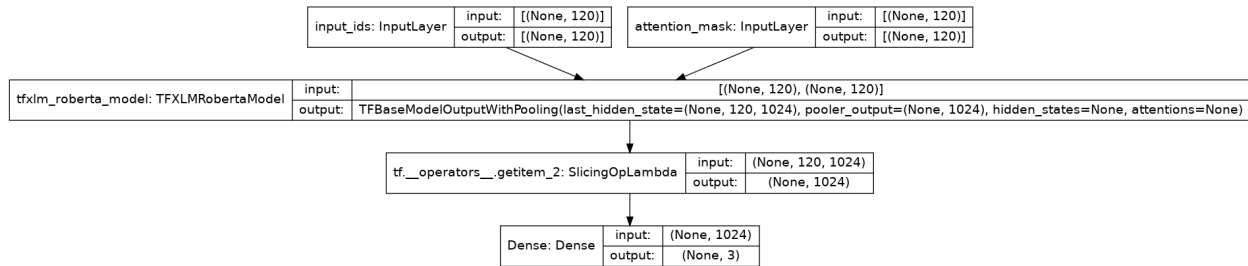 input_ids: InputLayer input: [(None, 120)]
output: [(None, 120)]
attention_mask: InputLayer input: [(None, 120)]
output: [(None, 120)]
tfxlm_roberta_model: TFXLMRobertaModel input: [(None, 120), (None, 120)]
output: TFBaseModelOutputWithPooling(last_hidden_state=(None, 120, 1024), pooler_output=(None, 1024), hidden_states=None, attentions=None)
tf.__operators__.getitem_2: SlicingOpLambda input: (None, 120, 1024)
output: (None, 1024)
Dense: Dense input: (None, 1024)
output: (None, 3)